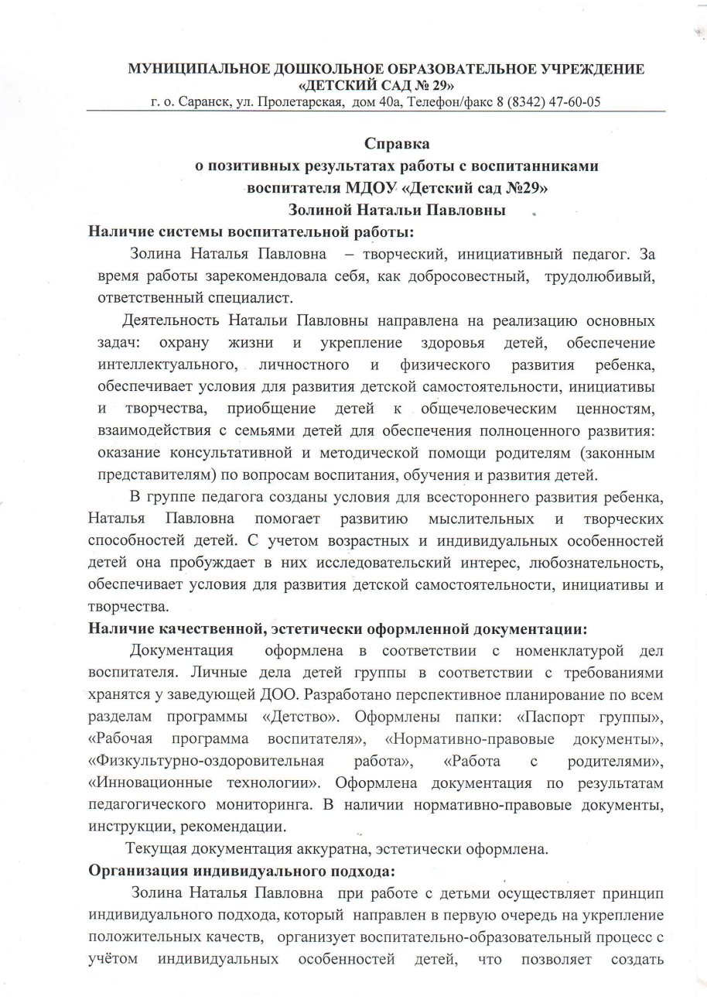 МУНИЦИПАЛЬНОЕ ДОШКОЛЬНОЕ ОБРАЗОВАТЕЛЬНОЕ УЧРЕЖДЕНИЕ
«ДЕТСКИЙ САД № 29»
г. о. Саранск, ул. Пролетарская, дом 40а, Телефон/факс 8 (8342) 47-60-05
Справка
о позитивных результатах работы с воспитанниками
воспитателя МДОУ «Детский сад №29»
Золиной Натальи Павловны
Наличие системы воспитательной работы:
Золина Наталья Павловна – творческий, инициативный педагог. За
время работы зарекомендовала себя, как добросовестный, трудолюбивый,
ответственный специалист.
Деятельность Натальи Павловны направлена на реализацию основных
задач: охрану жизни и укрепление здоровья детей, обеспечение
интеллектуального, личностного и физического развития ребенка,
обеспечивает условия для развития детской самостоятельности, инициативы
и творчества, приобщение детей к общечеловеческим ценностям,
взаимодействия с семьями детей для обеспечения полноценного развития:
оказание консультативной и методической помощи родителям (законным
представителям) по вопросам воспитания, обучения и развития детей.
В группе педагога созданы условия для всестороннего развития ребенка,
Наталья Павловна помогает развитию мыслительных и творческих
способностей детей. С учетом возрастных и индивидуальных особенностей
детей она пробуждает в них исследовательский интерес, любознательность,
обеспечивает условия для развития детской самостоятельности, инициативы и
творчества.
Наличие качественной, эстетически оформленной документации:
Документация оформлена в соответствии с номенклатурой дел
воспитателя. Личные дела детей группы в соответствии с требованиями
хранятся у заведующей ДОО. Разработано перспективное планирование по всем
разделам программы «Детство». Оформлены папки: «Паспорт группы»,
«Рабочая программа воспитателя», «Нормативно-правовые документы»,
«Физкультурно-оздоровительная работа», «Работа с родителями»,
«Инновационные технологии». Оформлена документация по результатам
педагогического мониторинга. В наличии нормативно-правовые документы,
инструкции, рекомендации.
Текущая документация аккуратна, эстетически оформлена.
Организация индивидуального подхода:
Золина Наталья Павловна при работе с детьми осуществляет принцип
индивидуального подхода, который направлен в первую очередь на укрепление
положительных качеств, организует воспитательно-образовательный процесс с
учётом индивидуальных особенностей детей, что позволяет создать